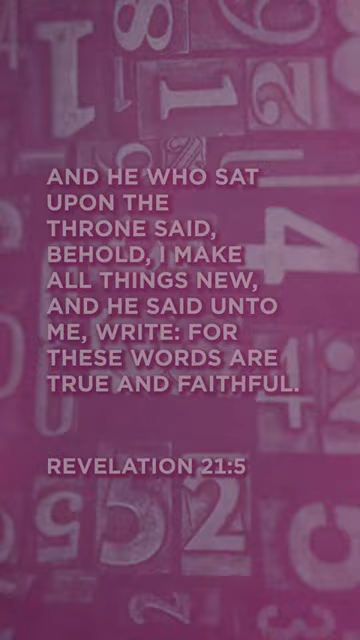 AND HE WHO SAT
UPON THE
THRONE SAID,
BEHOLD, I MAKE
ALL THINGS NEW,
AND HE SAID UNTO
ME, WRITE: FOR
THESE WORDS ARE
TRUE AND FAITHFUL.
REVELATION 21:5